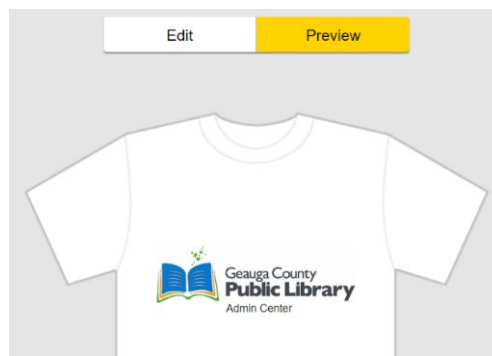 Edit
Preview
Geauga County
Public Library
Admin Center